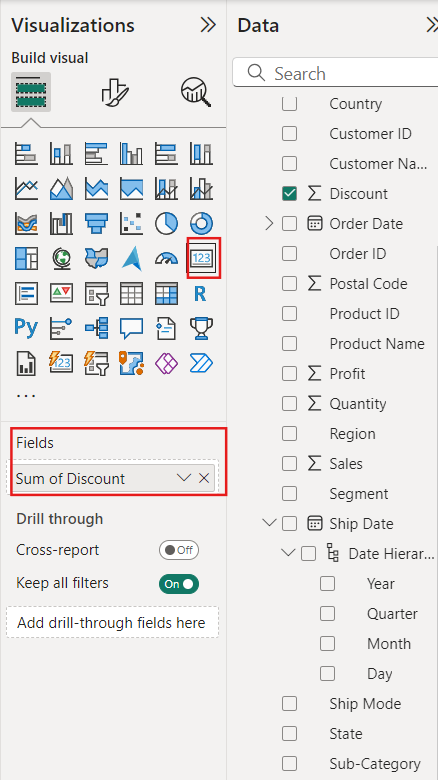 Visualizations
Build visual
123
R
Py
123
...
Fields
Sum of Discount
Drill through
Cross-report
Off
Keep all filters
On
Add drill-through fields here
Data
Search
Country
Customer ID
Customer Na...
Discount
Order Date
Order ID
Postal Code
Product ID
Product Name
Profit
Quantity
Region
Sales
Segment
Ship Date
Date Hierar...
Year
Quarter
Month
Day
Ship Mode
State
Sub-Category